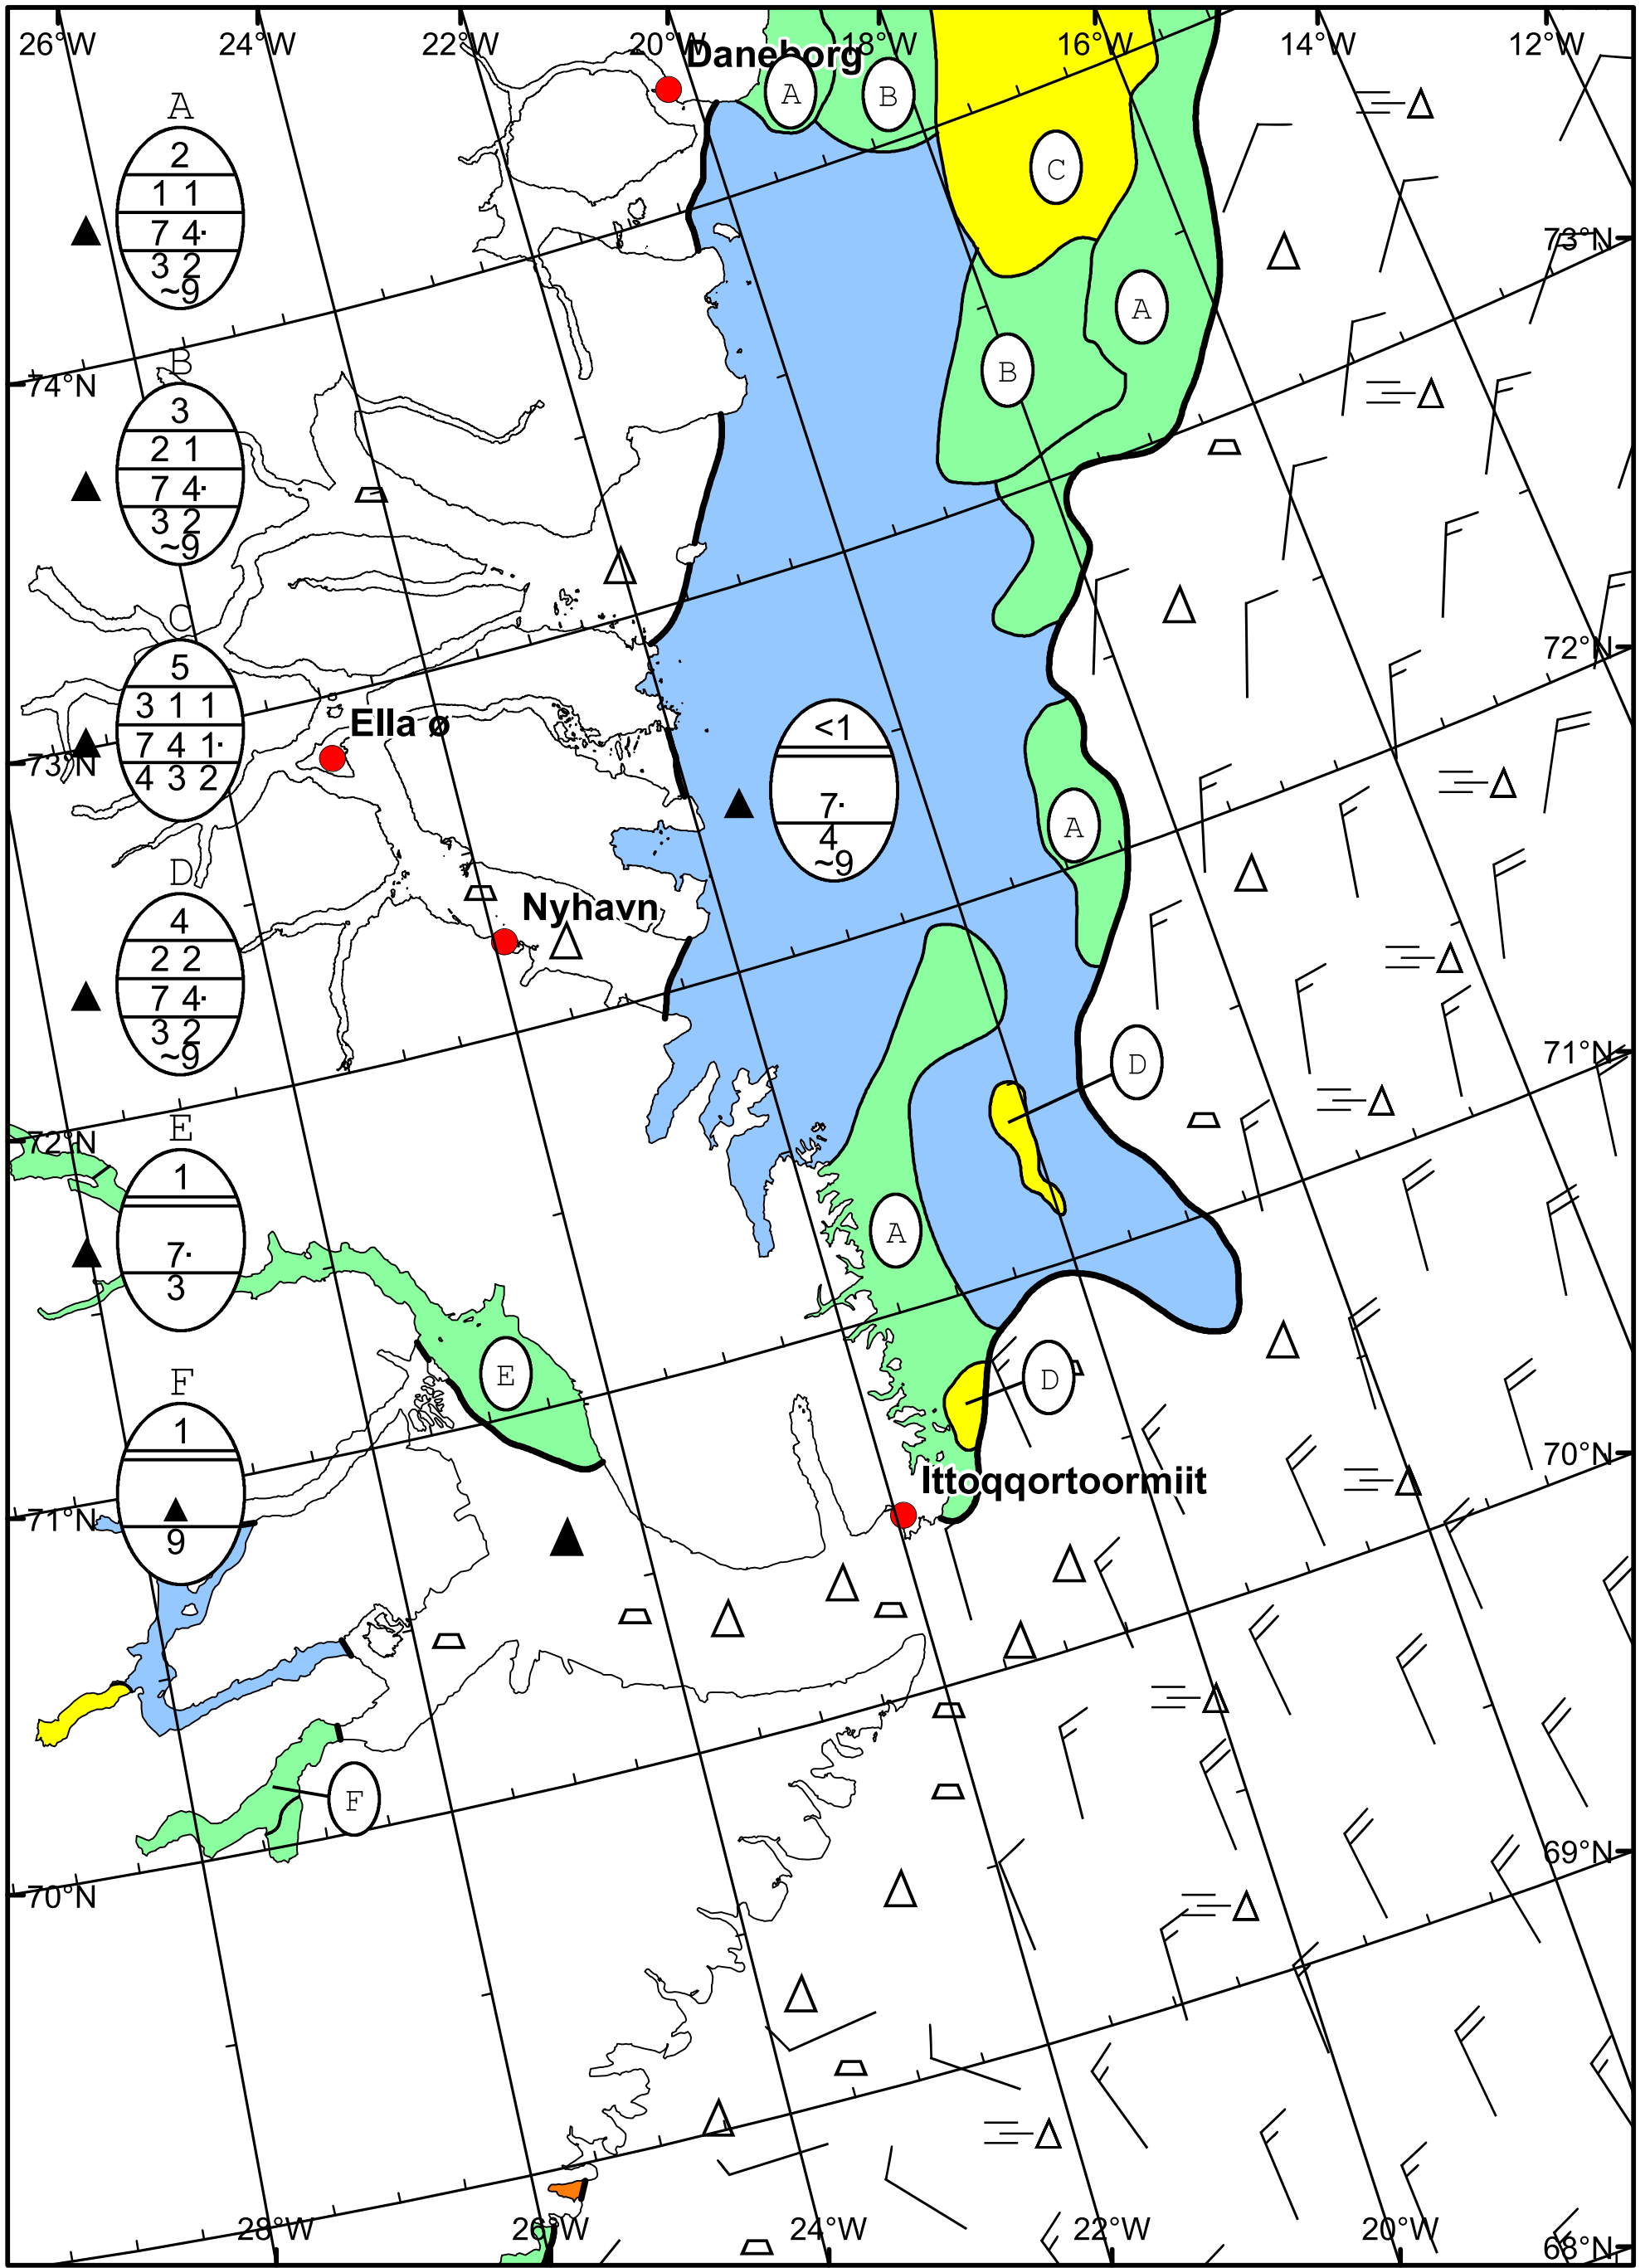 26°W 24°W 22°W 20°W 18°W 16°W 14°W 12°W
Daneborg
A
B
A
2
1 1
7 4·
3 2
~9
C
73°N
A
B
74°N
B
3
2 1
7 4·
3 2
~9
72°N
C
5
3 1 1
7 4 1·
4 3 2
73°N
Ella ø
<1
7·
4
~9
A
D
4
2 2
7 4·
3 2
~9
Nyhavn
71°N
D
72°N
E
1
7·
3
A
E
D
F
1
9
70°N
Ittoqqortoormiit
71°N
F
69°N
70°N
28°W 26°W 24°W 22°W 20°W
68°N